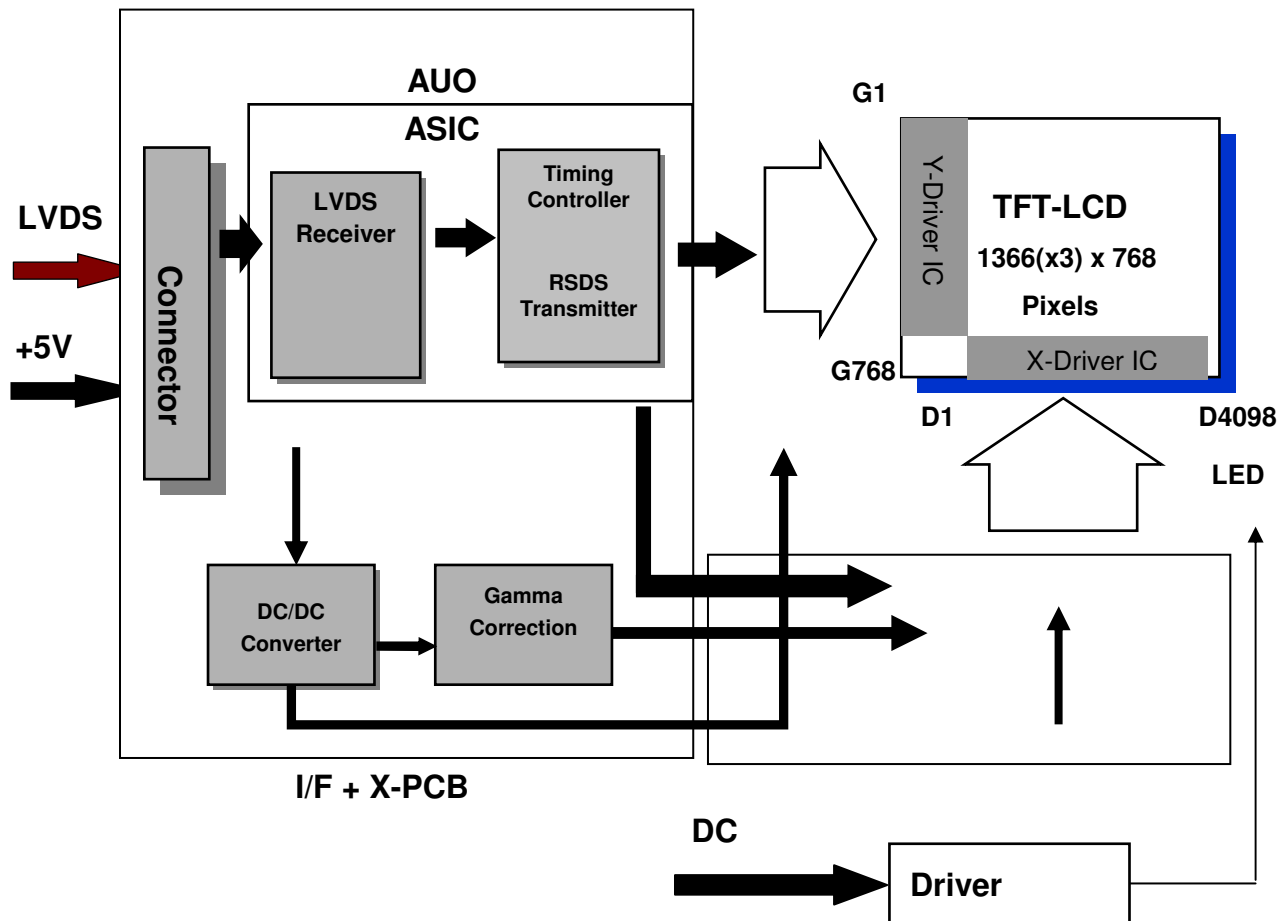 AUO
ASIC
LVDS
+5V
Connector
LVDS
Receiver
Timing
Controller
RSDS
Transmitter
G1
Y-Driver IC
TFT-LCD
1366(x3) x 768
Pixels
X-Driver IC
G768
D1
D4098
LED
DC/DC
Converter
Gamma
Correction
I/F + X-PCB
DC
Driver